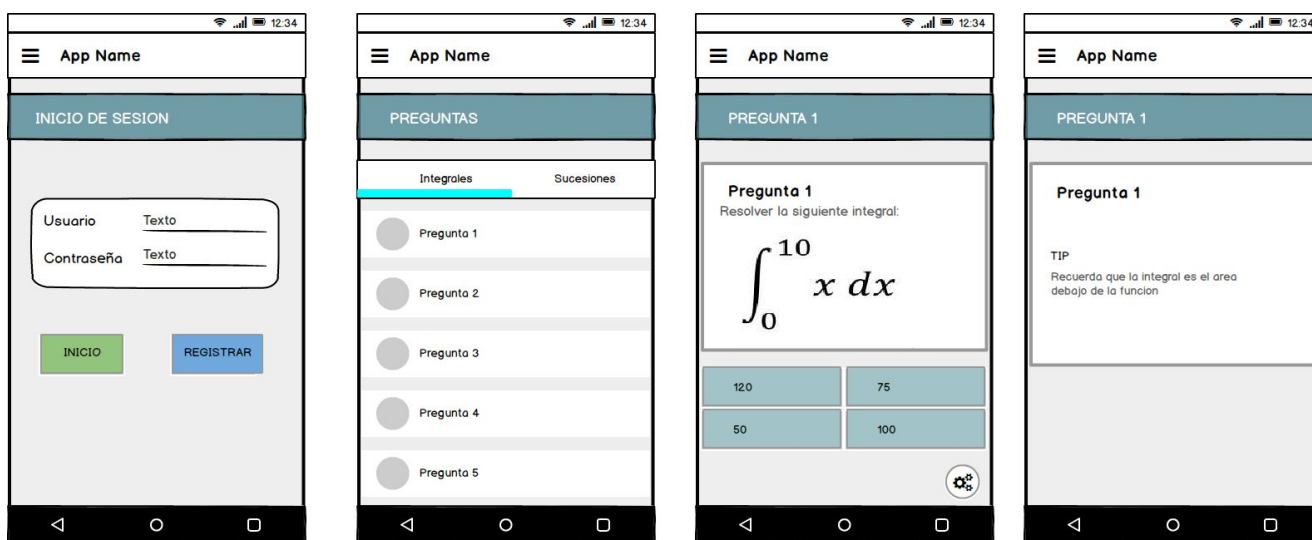 12:34
App Name
INICIO DE SESION
Usuario Texto
Contraseña Texto
INICIO REGISTRAR
12:34
App Name
PREGUNTAS
Integrales Sucesiones
Pregunta 1
Pregunta 2
Pregunta 3
Pregunta 4
Pregunta 5
12:34
App Name
PREGUNTA 1
Pregunta 1
Resolver la siguiente integral:
∫₀¹⁰ x dx
120 75
50 100
12:34
App Name
PREGUNTA 1
Pregunta 1
TIP
Recuerda que la integral es el area
debajo de la funcion